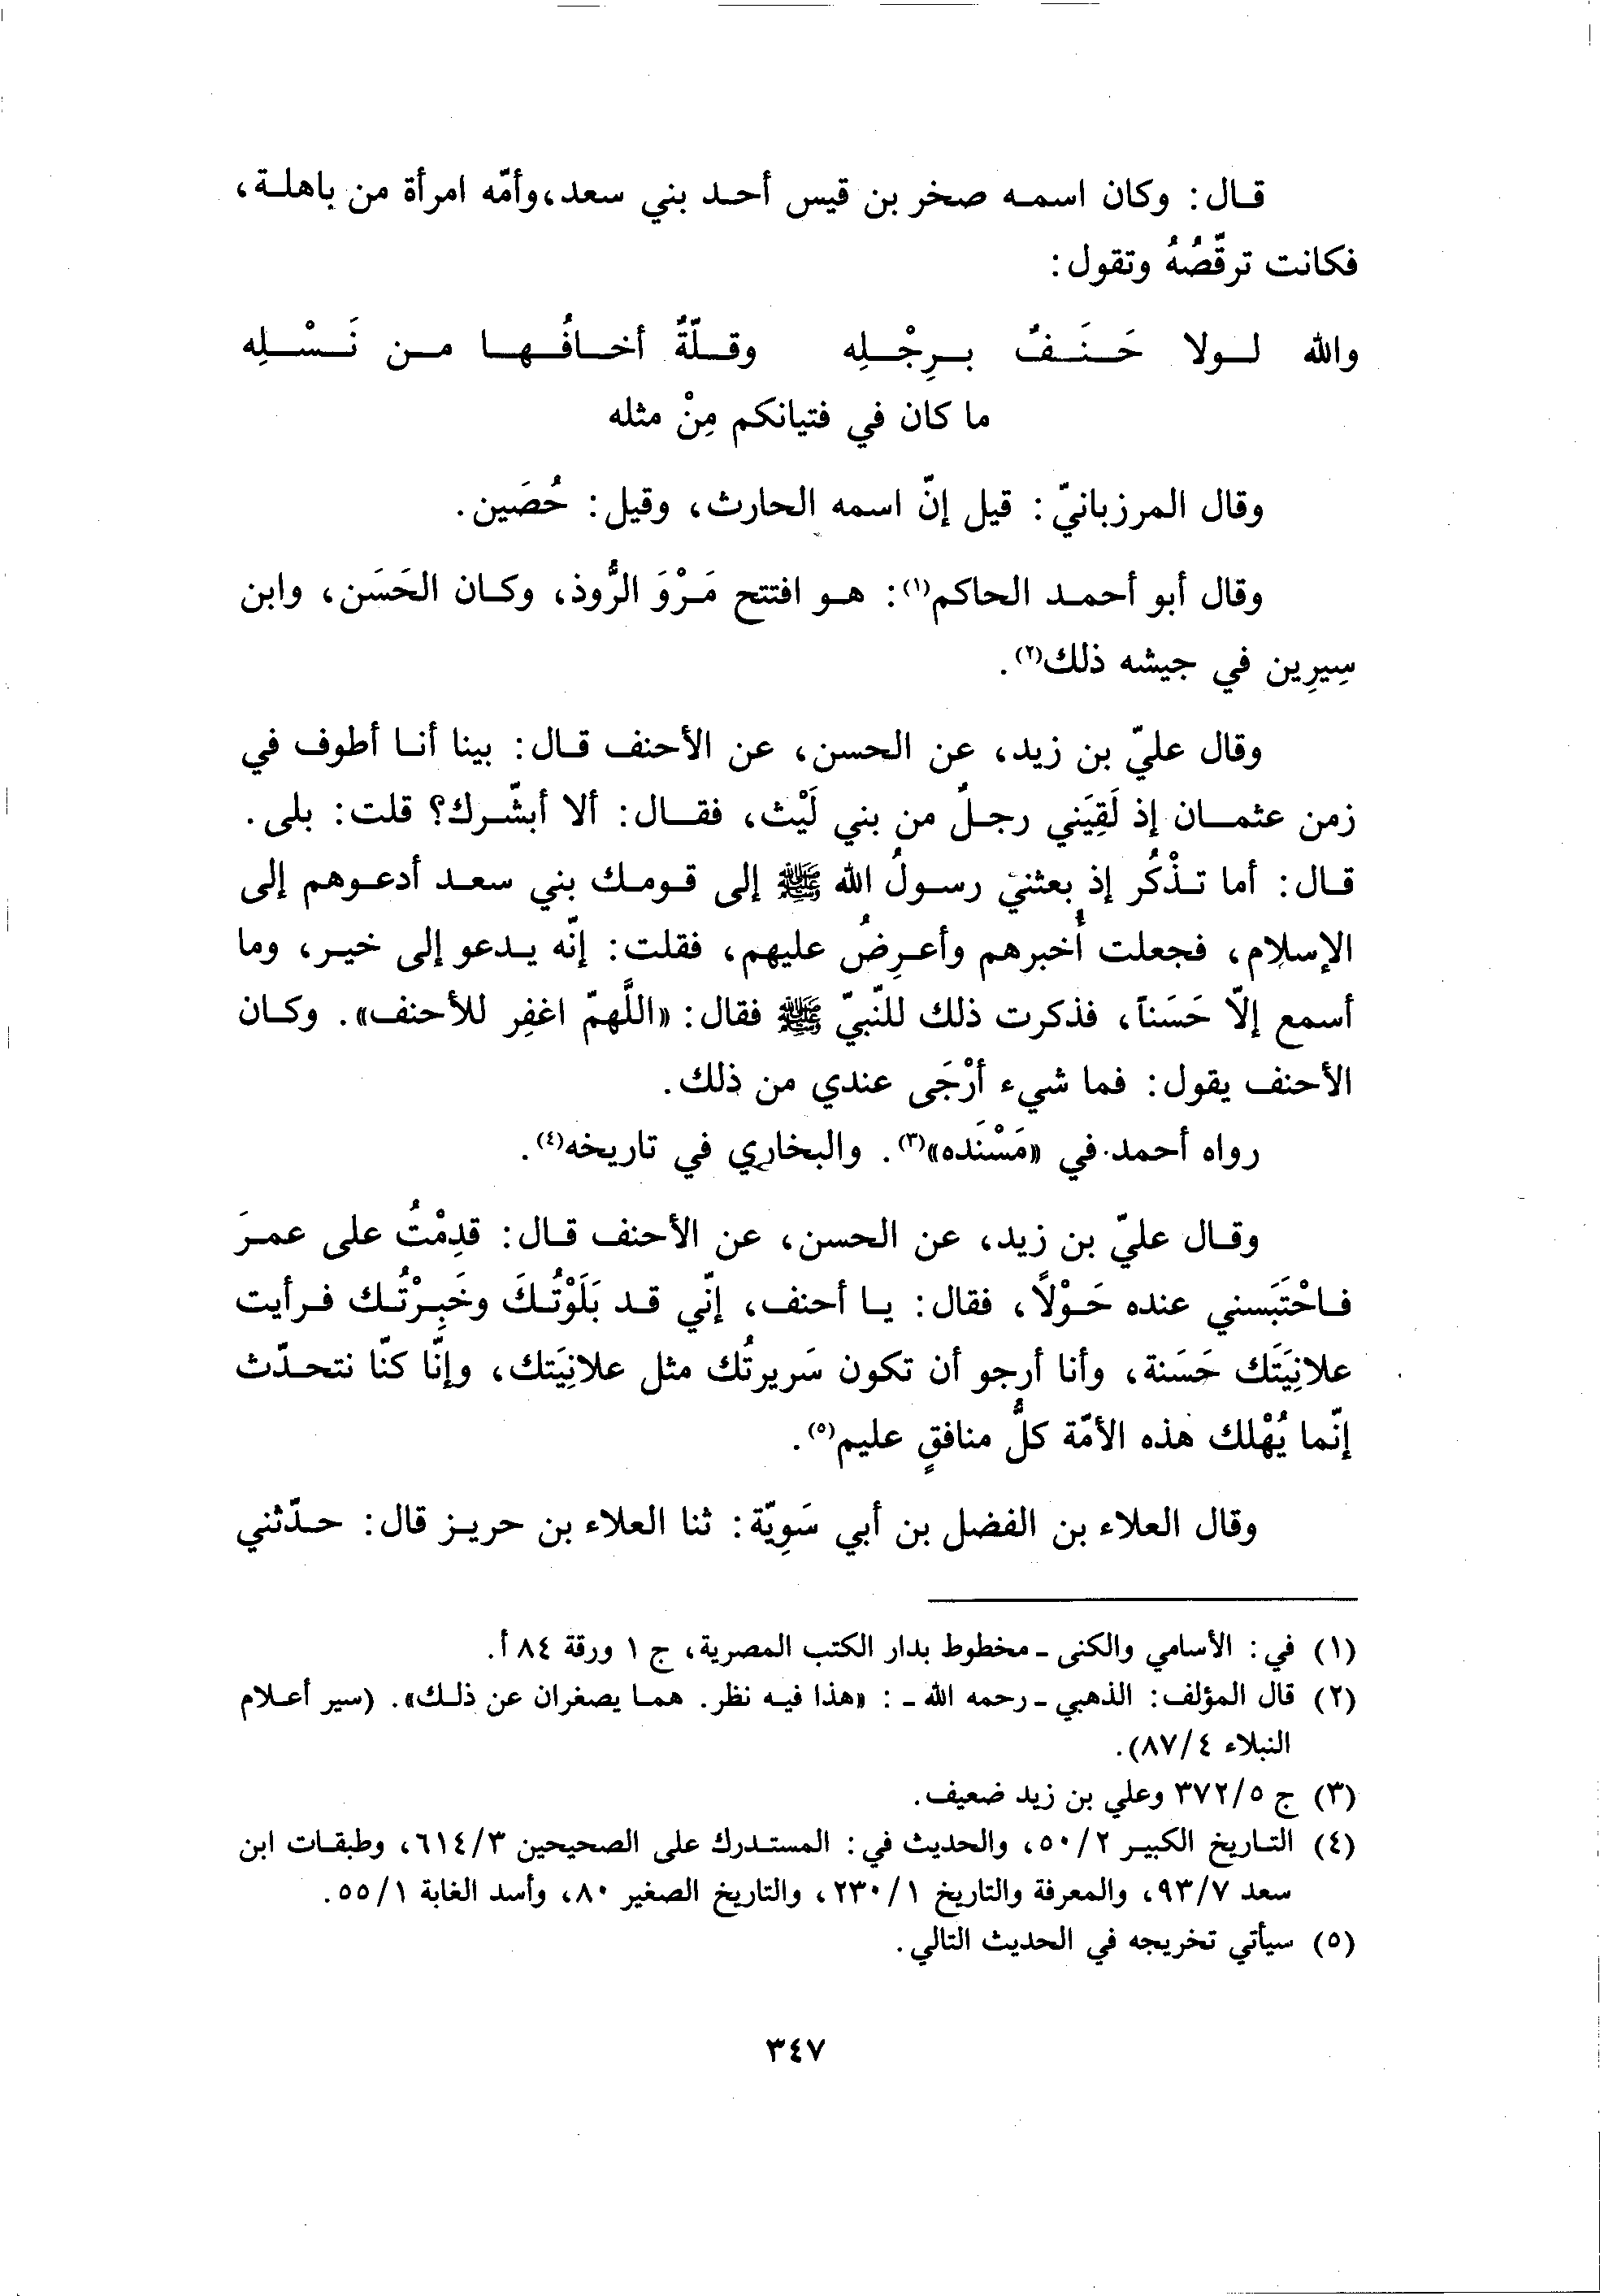 قال: وكان اسمه صخر بن قيس أحد بني سعد، وأمّه امرأة من باهلة،
فكانت ترقّصُهُ وتقول:
والله لولا حَنَفٌ بِرِجْلِه وقلّةٌ أخافُها من نَسْلِه
ما كان في فتيانكم مِنْ مثله
وقال المرزبانيّ: قيل إنّ اسمه الحارث، وقيل: حُصَين.
وقال أبو أحمد الحاكم(١): هو افتتح مَرْوَ الرُّوذ، وكان الحَسَن، وابن
سِيرِين في جيشه ذلك(٢).
وقال عليّ بن زيد، عن الحسن، عن الأحنف قال: بينا أنا أطوف في
زمن عثمان إذ لَقِيَني رجلٌ من بني لَيْث، فقال: ألا أبشّرك؟ قلت: بلى.
قال: أما تذْكُر إذ بعثني رسولُ الله ﷺ إلى قومك بني سعد أدعوهم إلى
الإسلام، فجعلت أُخبرهم وأعرِضُ عليهم، فقلت: إنّه يدعو إلى خير، وما
أسمع إلّا حَسَناً، فذكرت ذلك للنّبيّ ﷺ فقال: «اللَّهمّ اغفِر للأحنف». وكان
الأحنف يقول: فما شيء أرْجَى عندي من ذلك.
رواه أحمد في «مَسْنَده»(٣). والبخاري في تاريخه(٤).
وقال عليّ بن زيد، عن الحسن، عن الأحنف قال: قدِمْتُ على عمرَ
فاحْتَبَسني عنده حَوْلاً، فقال: يا أحنف، إنّي قد بَلَوْتُكَ وخَبِرْتُك فرأيت
علانِيَتَك حَسَنة، وأنا أرجو أن تكون سَريرتُك مثل علانِيَتك، وإنّا كنّا نتحدّث
إنّما يُهْلك هذه الأمّة كلُّ منافقٍ عليم(٥).
وقال العلاء بن الفضل بن أبي سَوِيّة: ثنا العلاء بن حريز قال: حدّثني
(١) في: الأسامي والكنى - مخطوط بدار الكتب المصرية، ج ١ ورقة ٨٤ أ.
(٢) قال المؤلف: الذهبي - رحمه الله - : «هذا فيه نظر. هما يصغران عن ذلك». (سير أعلام
النبلاء ٨٧/٤).
(٣) ج ٣٧٢/٥ وعلي بن زيد ضعيف.
(٤) التاريخ الكبير ٥٠/٢، والحديث في: المستدرك على الصحيحين ٦١٤/٣، وطبقات ابن
سعد ٩٣/٧، والمعرفة والتاريخ ٢٣٠/١، والتاريخ الصغير ٨٠، وأسد الغابة ٥٥/١.
(٥) سيأتي تخريجه في الحديث التالي.
٣٤٧